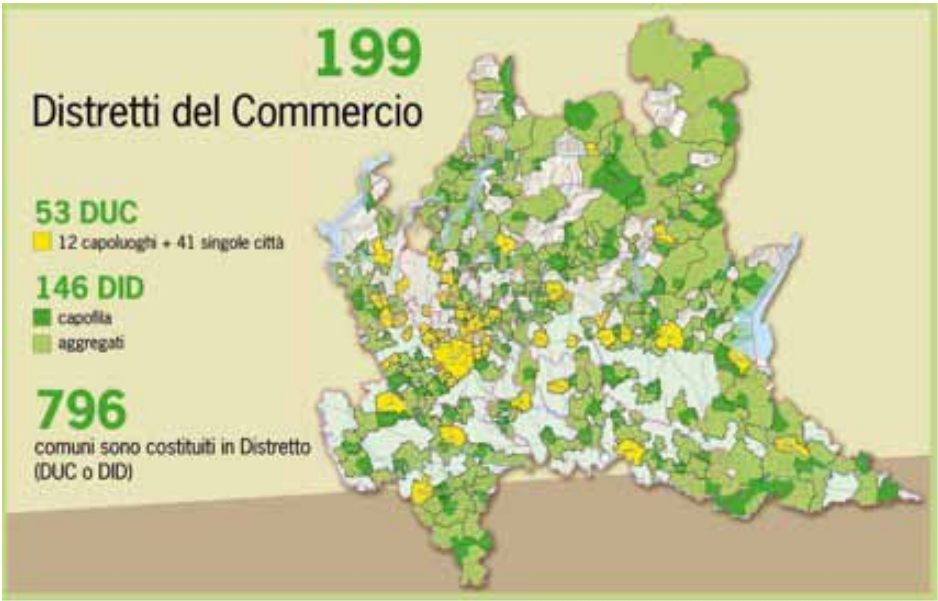 199
Distretti del Commercio
53 DUC
12 capoluoghi + 41 singole città
146 DID
capofila
aggregati
796
comuni sono costituiti in Distretto
(DUC o DID)